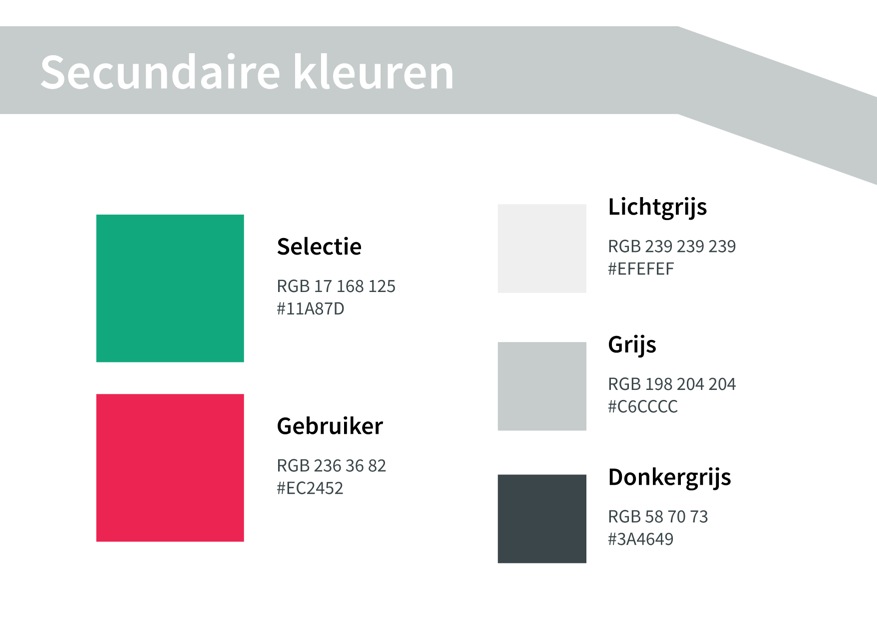 Secundaire kleuren
Selectie
RGB 17 168 125
#11A87D
Gebruiker
RGB 236 36 82
#EC2452
Lichtgrijs
RGB 239 239 239
#EFEFEF
Grijs
RGB 198 204 204
#C6CCCC
Donkergrijs
RGB 58 70 73
#3A4649